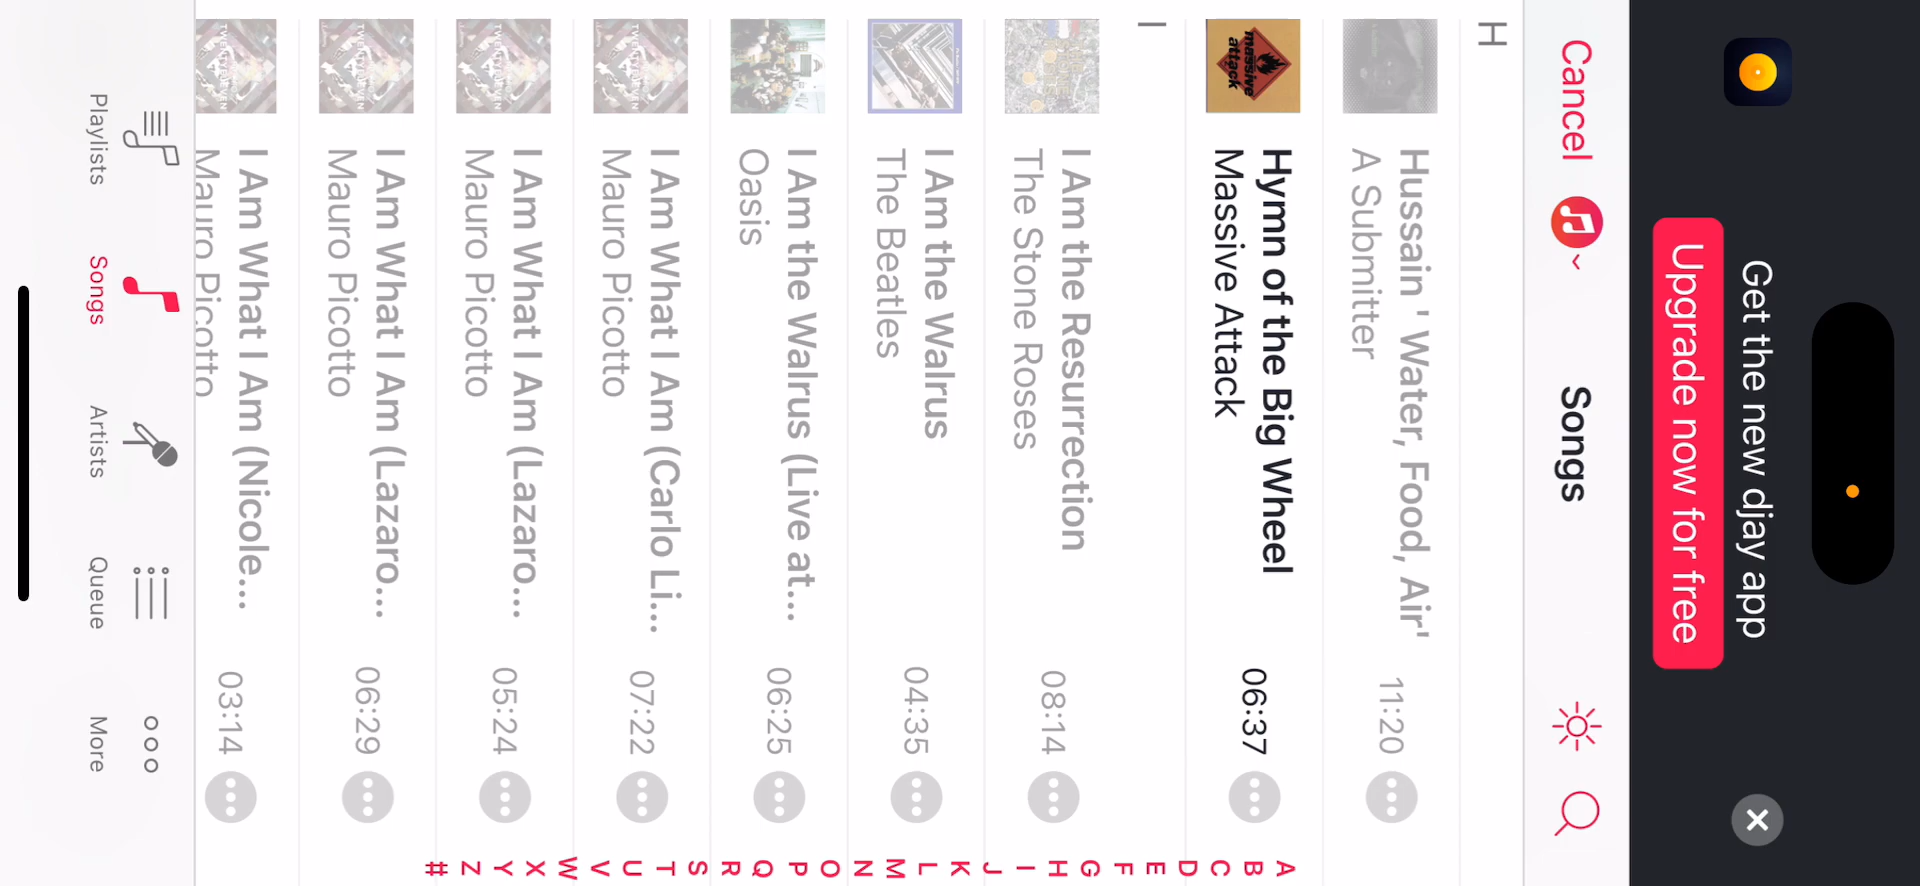 Get the new djay app
Upgrade now for free
Cancel
Songs
H
Hussain ' Water, Food, Air'
A Submitter
11:20
massive
attack
Hymn of the Big Wheel
Massive Attack
06:37
I
I Am the Resurrection
The Stone Roses
08:14
I Am the Walrus
The Beatles
04:35
I Am the Walrus (Live at...
Oasis
06:25
I Am What I Am (Carlo Li...
Mauro Picotto
07:22
I Am What I Am (Lazaro...
Mauro Picotto
05:24
I Am What I Am (Lazaro...
Mauro Picotto
06:29
I Am What I Am (Nicole...
Mauro Picotto
03:14
A
B
C
D
E
F
G
H
I
J
K
L
M
N
O
P
Q
R
S
T
U
V
W
X
Y
Z
#
Playlists
Songs
Artists
Queue
More